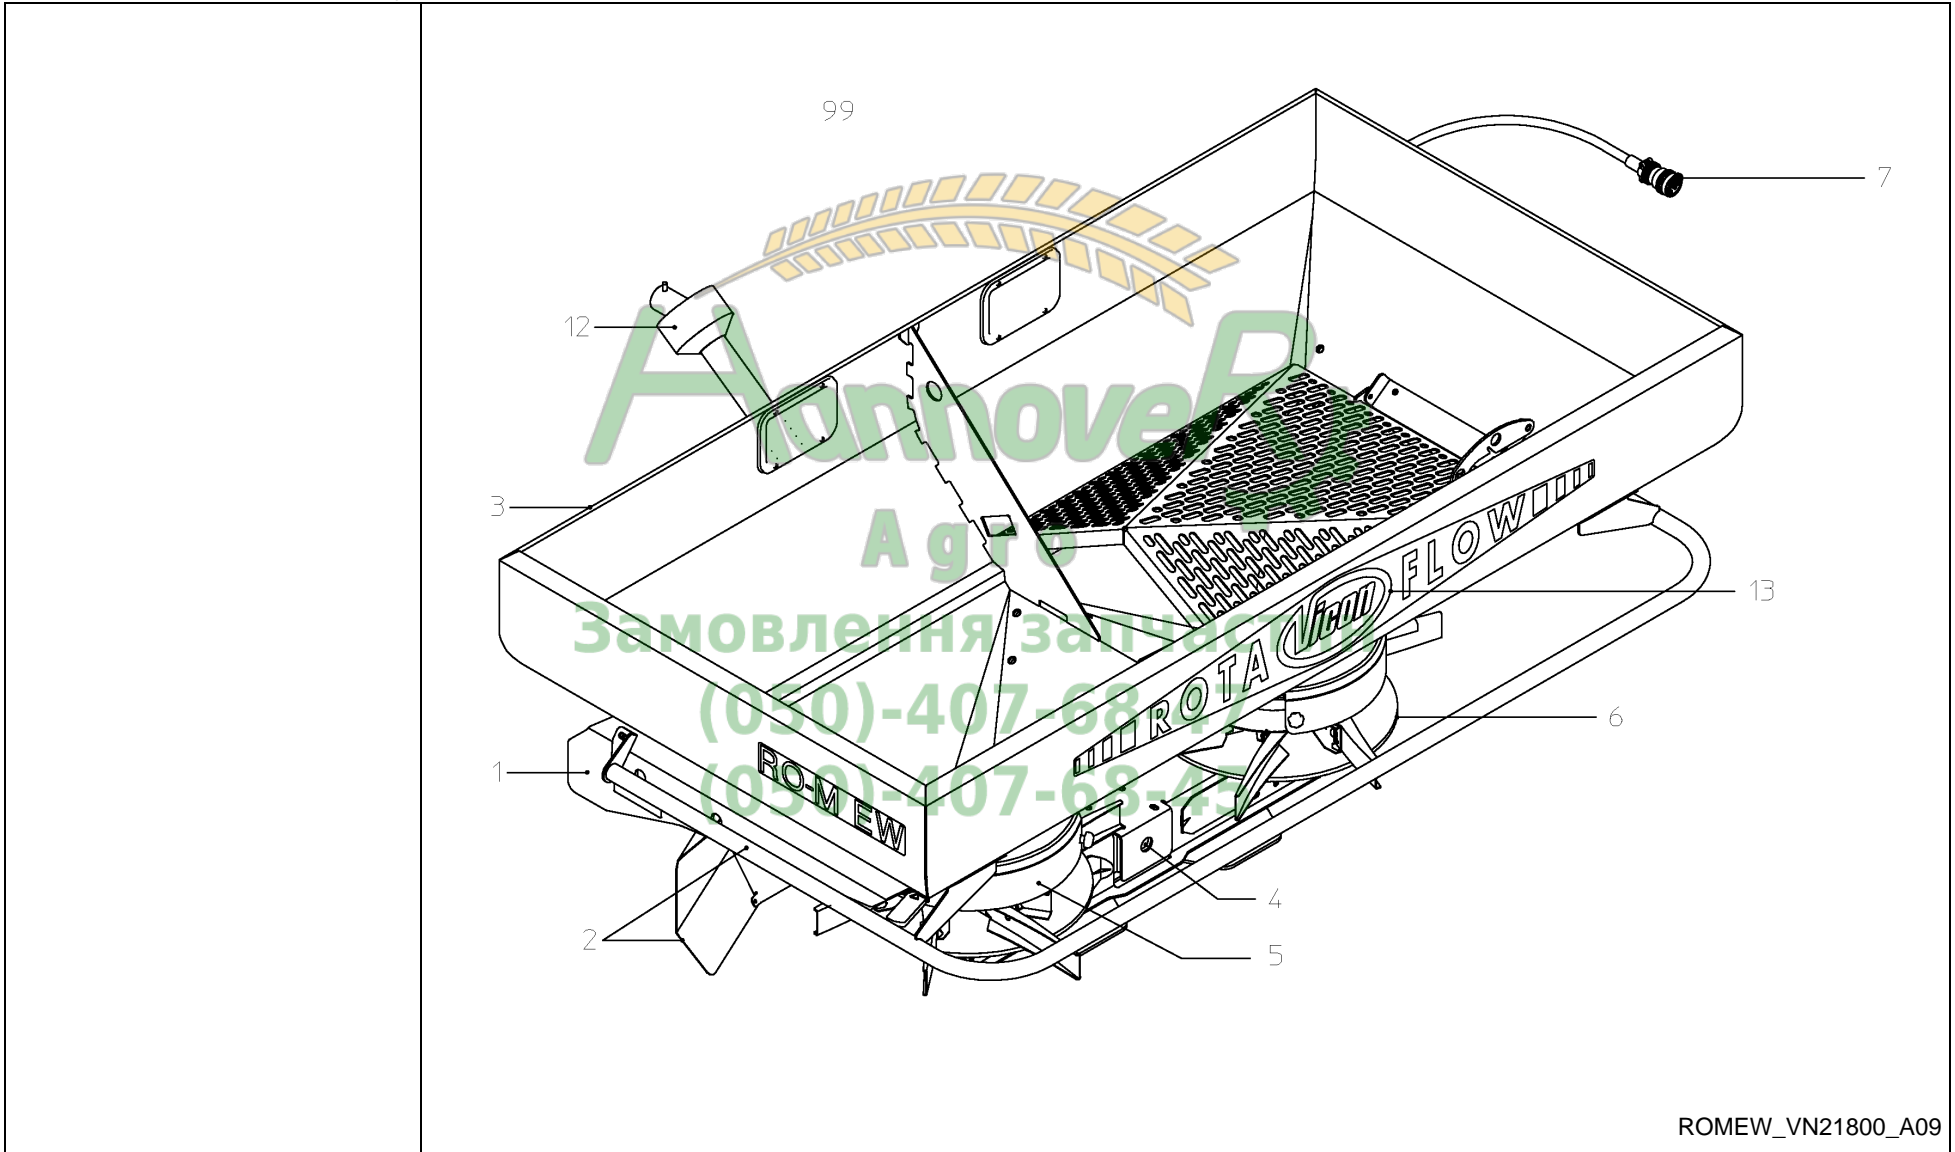 99
7
12
3
HannoveRy
Agro
FLOW
Vicon
ROTA
13
Замовлення запчастин
(050)-407-68-47
6
1
RO-M EW
(050)-407-68-45
4
2
5
ROMEW_VN21800_A09